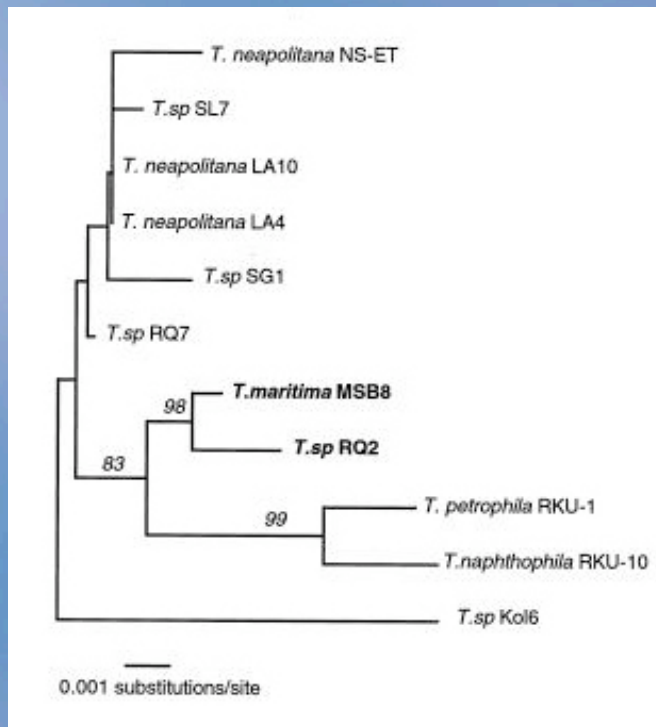 T. neapolitana NS-ET
T.sp SL7
T. neapolitana LA10
T. neapolitana LA4
T.sp SG1
T.sp RQ7
98
T.maritima MSB8
T.sp RQ2
83
T. petrophila RKU-1
99
T.naphthophila RKU-10
T.sp Kol6
0.001 substitutions/site